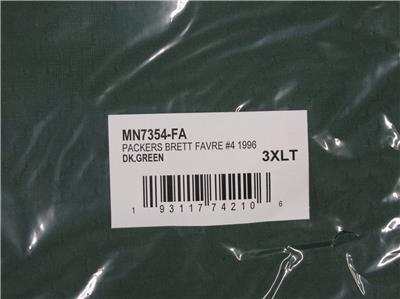 MN7354-FA
PACKERS BRETT FAVRE #4 1996
DK.GREEN
3XLT
1 93117 74210 6